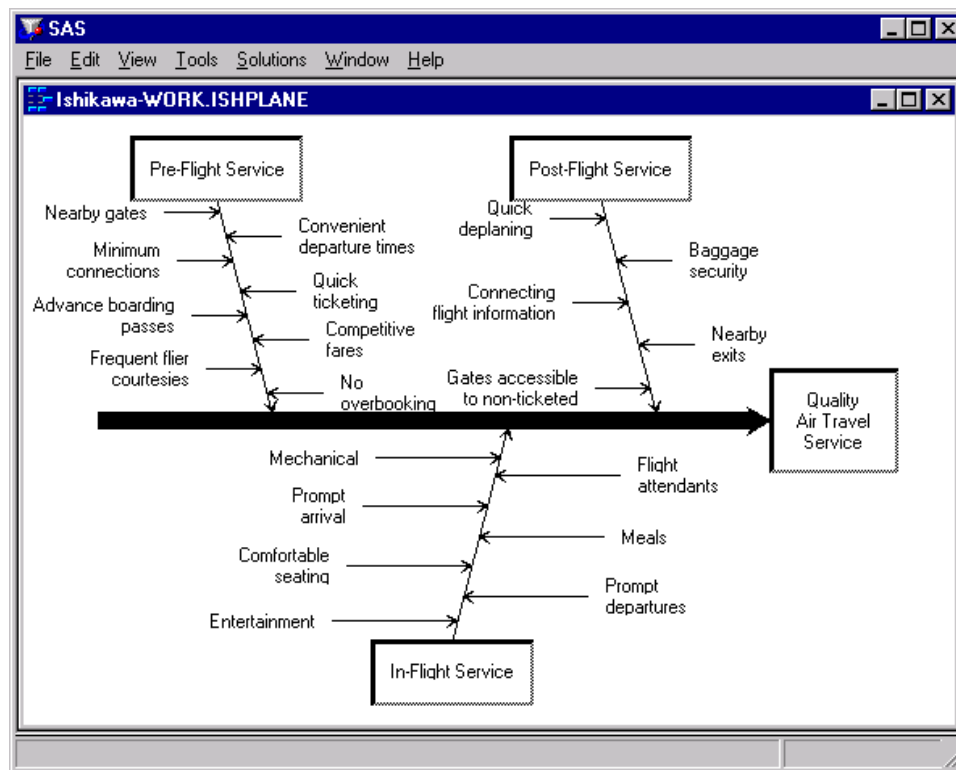 SAS
File Edit View Tools Solutions Window Help
Ishikawa-WORK.ISHPLANE
Pre-Flight Service
Nearby gates
Convenient
departure times
Minimum
connections
Quick
ticketing
Advance boarding
passes
Competitive
fares
Frequent flier
courtesies
No
overbooking
Post-Flight Service
Quick
deplaning
Baggage
security
Connecting
flight information
Nearby
exits
Gates accessible
to non-ticketed
Quality
Air Travel
Service
Mechanical
Flight
attendants
Prompt
arrival
Meals
Comfortable
seating
Prompt
departures
Entertainment
In-Flight Service